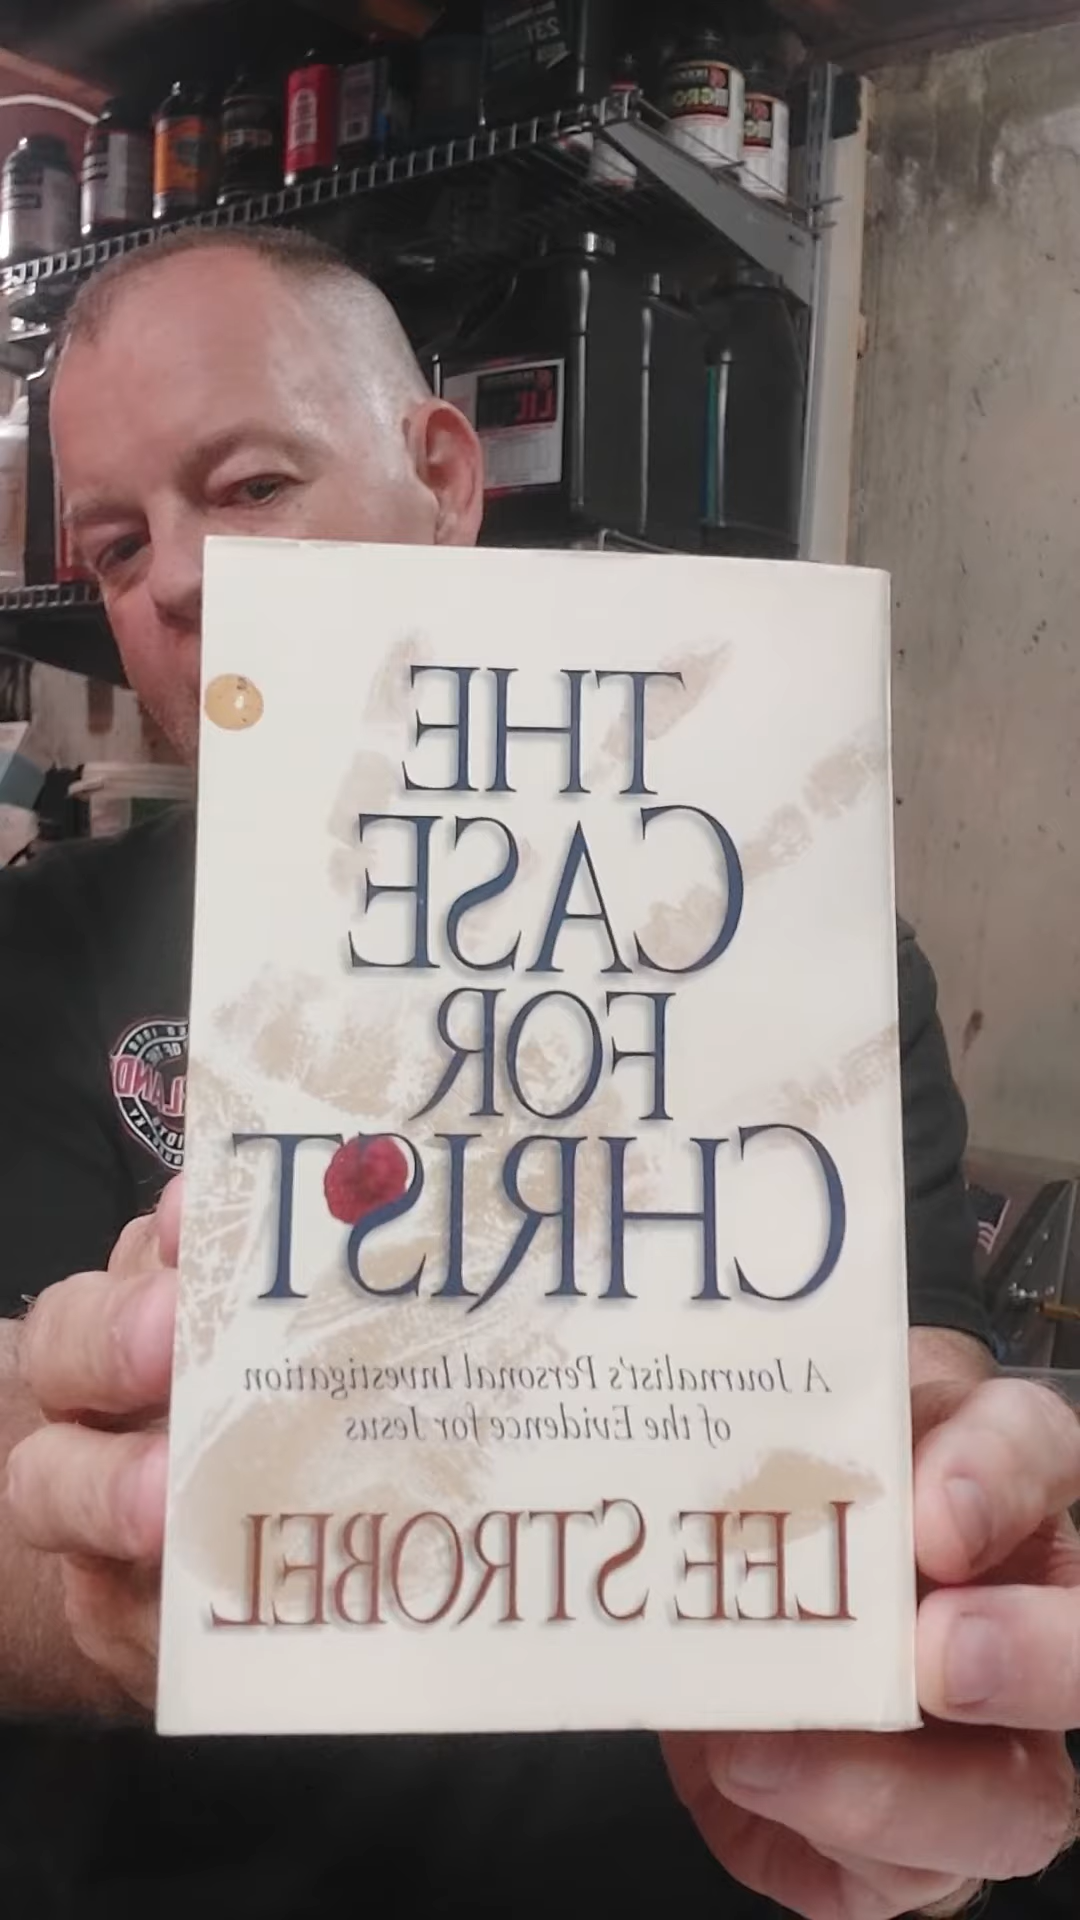 THE
CASE
FOR
CHRIST
A Journalist's Personal Investigation
of the Evidence for Jesus
LEE STROBEL